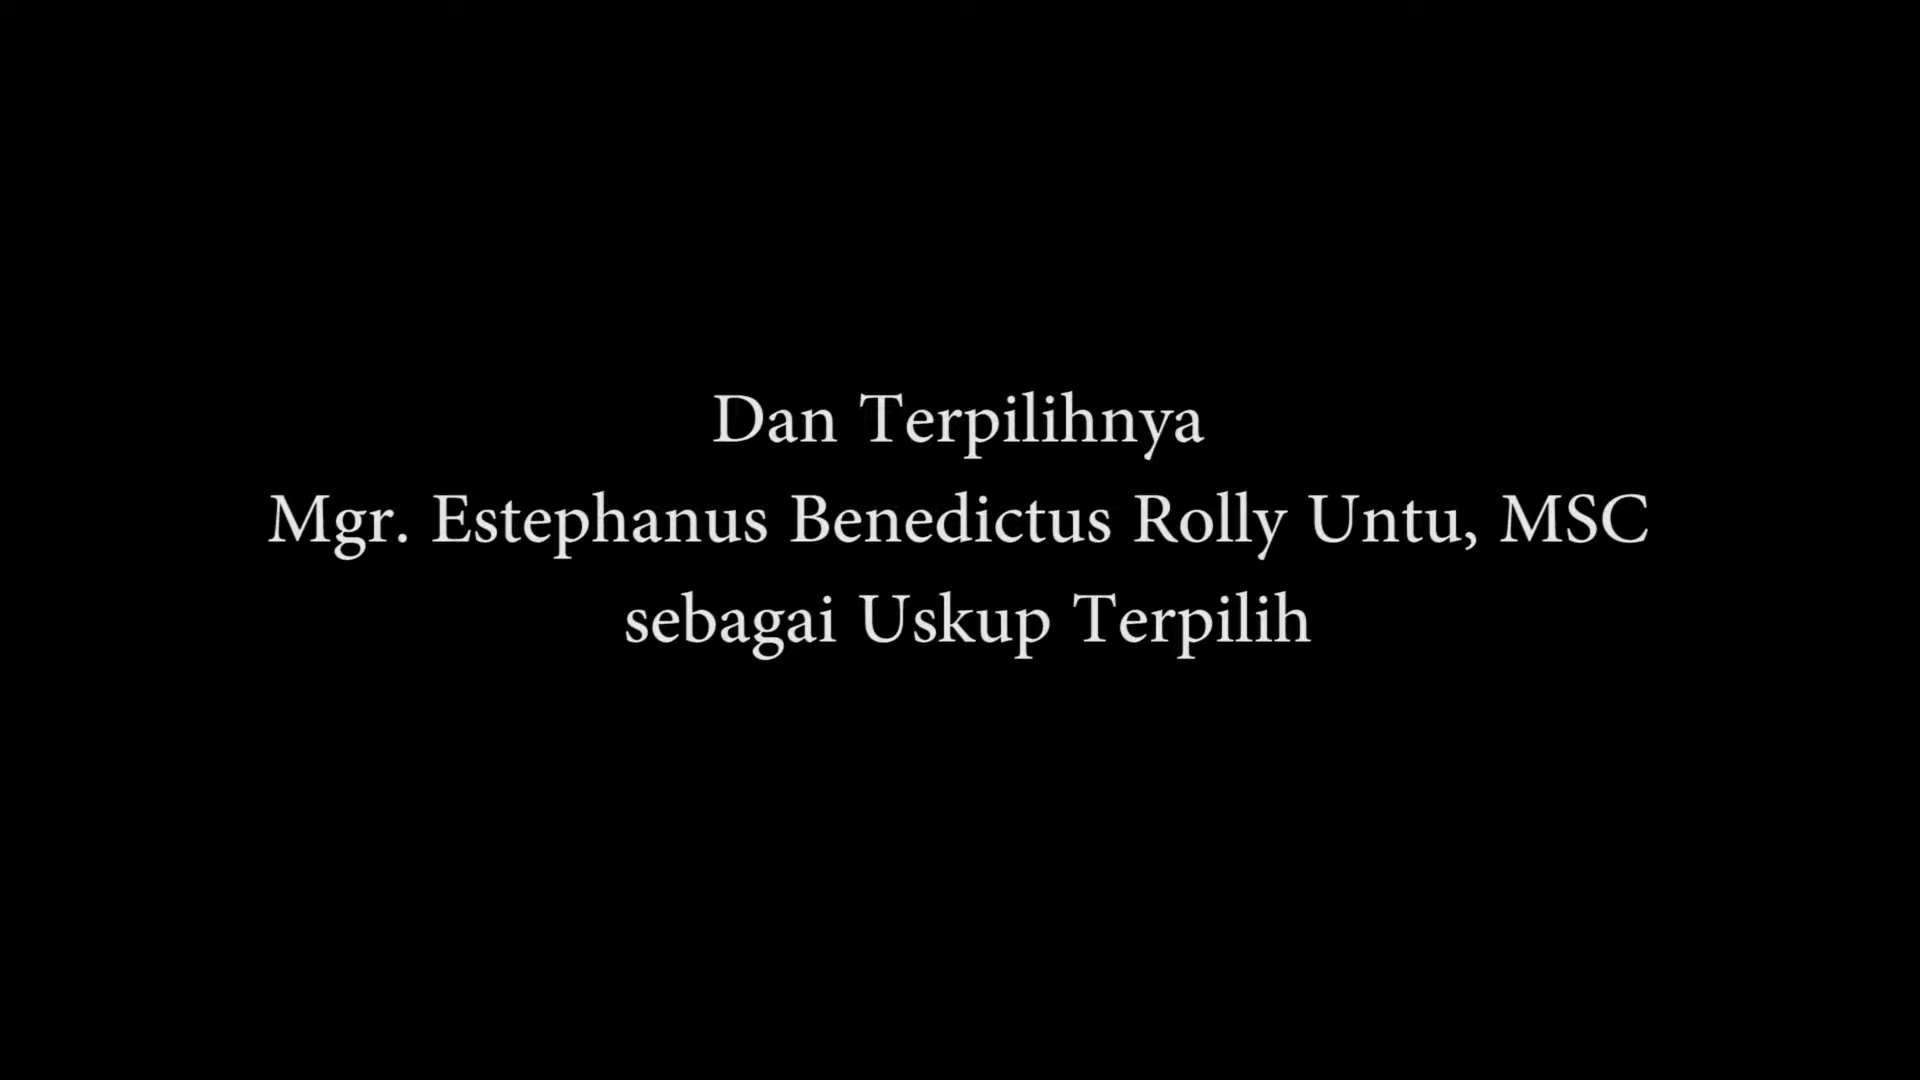 Dan Terpilihnya
Mgr. Estephanus Benedictus Rolly Untu, MSC
sebagai Uskup Terpilih